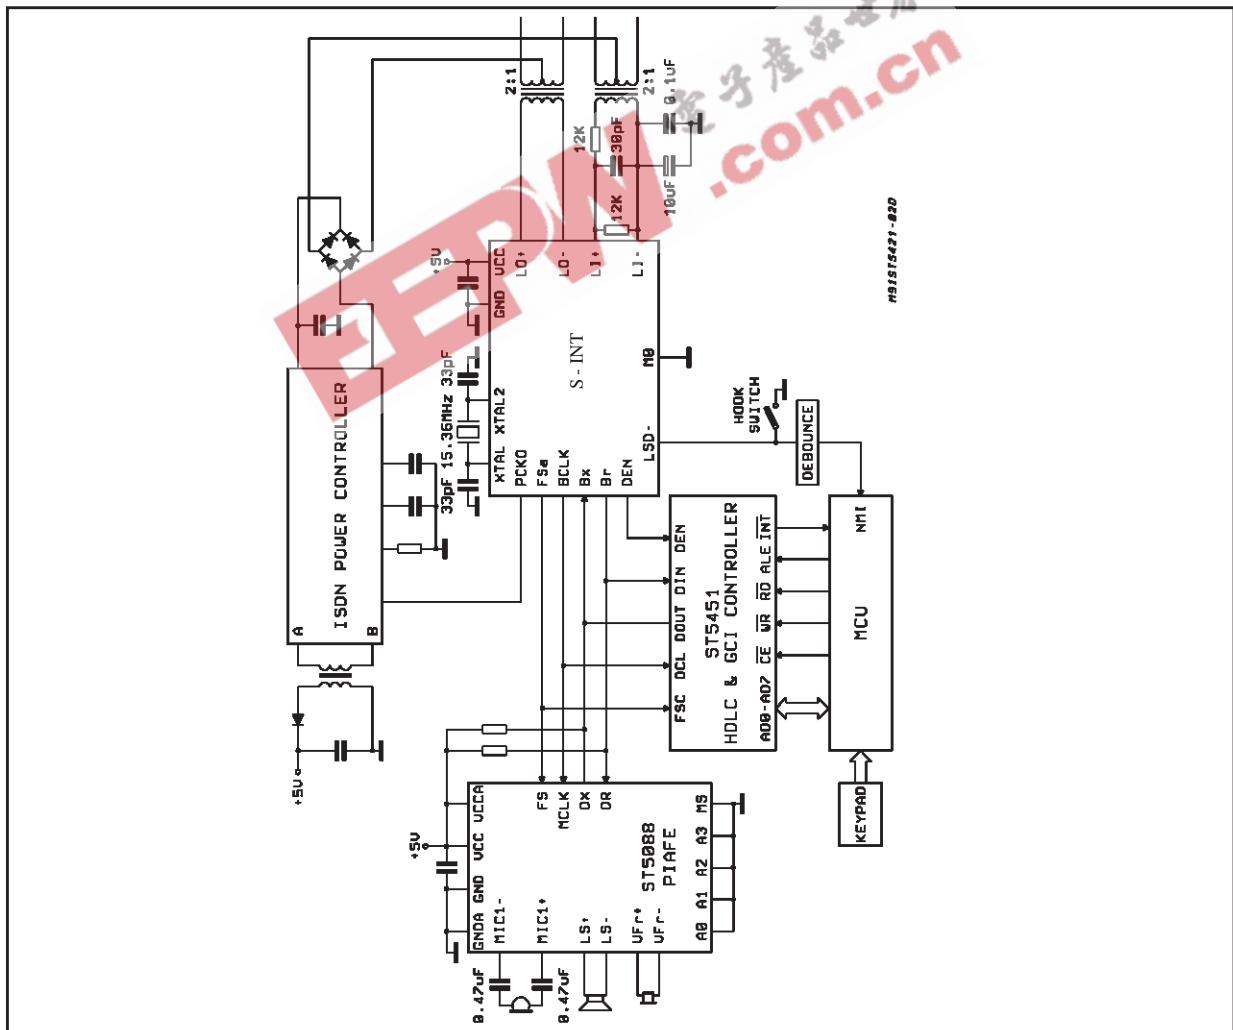 電子產品世界
EEPW
.com.cn
2:1
2:1
0.1uF
12K
30pF
12K
10uF
M91ST5421-02D
+5V
VCC
GND
LO+
LO-
LI+
LI-
S - INT
M0
33pF
15.36MHz
33pF
XTAL2
XTAL
PCKO
FSa
BCLK
Bx
Br
DEN
LSD-
HOOK
SWITCH
DEBOUNCE
ISDN POWER CONTROLLER
A
B
+5V
DEN
DIN
DOUT
DCL
FSC
ST5451
HDLC & GCI CONTROLLER
INT
ALE
RD
WR
CE
AD0-AD7
NMI
MCU
KEYPAD
+5V
VCCA
VCC
GND
GNDA
FS
MCLK
DX
DR
ST5088
PIAFE
MS
A3
A2
A1
A0
MIC1-
MIC1+
LS+
LS-
VFr+
VFr-
0.47uF
0.47uF